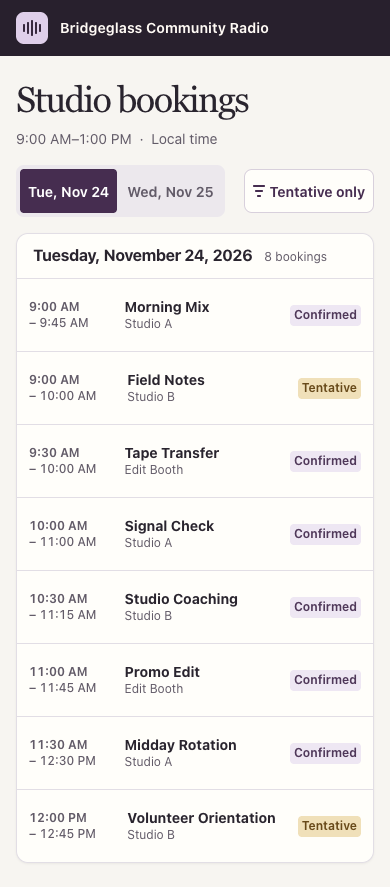 Bridgeglass Community Radio
Studio bookings
9:00 AM–1:00 PM · Local time
Tue, Nov 24
Wed, Nov 25
Tentative only
Tuesday, November 24, 2026 8 bookings
9:00 AM
– 9:45 AM
Morning Mix
Studio A
Confirmed
9:00 AM
– 10:00 AM
Field Notes
Studio B
Tentative
9:30 AM
– 10:00 AM
Tape Transfer
Edit Booth
Confirmed
10:00 AM
– 11:00 AM
Signal Check
Studio A
Confirmed
10:30 AM
– 11:15 AM
Studio Coaching
Studio B
Confirmed
11:00 AM
– 11:45 AM
Promo Edit
Edit Booth
Confirmed
11:30 AM
– 12:30 PM
Midday Rotation
Studio A
Confirmed
12:00 PM
– 12:45 PM
Volunteer Orientation
Studio B
Tentative